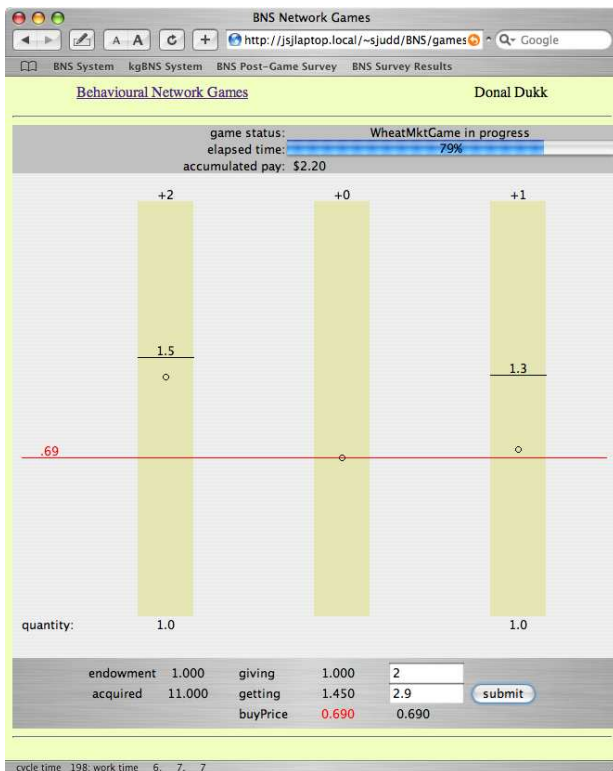 BNS Network Games
A A C + http://jsjlaptop.local/~sjudd/BNS/games Q Google
BNS System kgBNS System BNS Post-Game Survey BNS Survey Results
Behavioural Network Games Donal Dukk
game status: WheatMktGame in progress
elapsed time: 79%
accumulated pay: $2.20
+2 +0 +1
1.5
1.3
.69
quantity: 1.0 1.0
endowment 1.000 giving 1.000 2
acquired 11.000 getting 1.450 2.9 submit
buyPrice 0.690 0.690
cycle time 198; work time 6, 7, 7